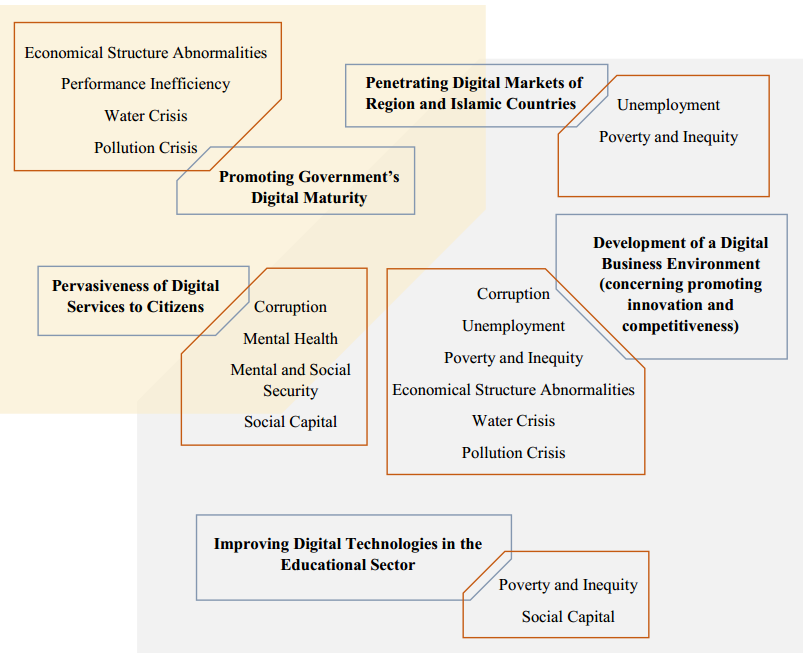 Economical Structure Abnormalities
Performance Inefficiency
Water Crisis
Pollution Crisis
Promoting Government's
Digital Maturity
Penetrating Digital Markets of
Region and Islamic Countries
Unemployment
Poverty and Inequity
Pervasiveness of Digital
Services to Citizens
Corruption
Mental Health
Mental and Social
Security
Social Capital
Development of a Digital
Business Environment
(concerning promoting
innovation and
competitiveness)
Corruption
Unemployment
Poverty and Inequity
Economical Structure Abnormalities
Water Crisis
Pollution Crisis
Improving Digital Technologies in the
Educational Sector
Poverty and Inequity
Social Capital